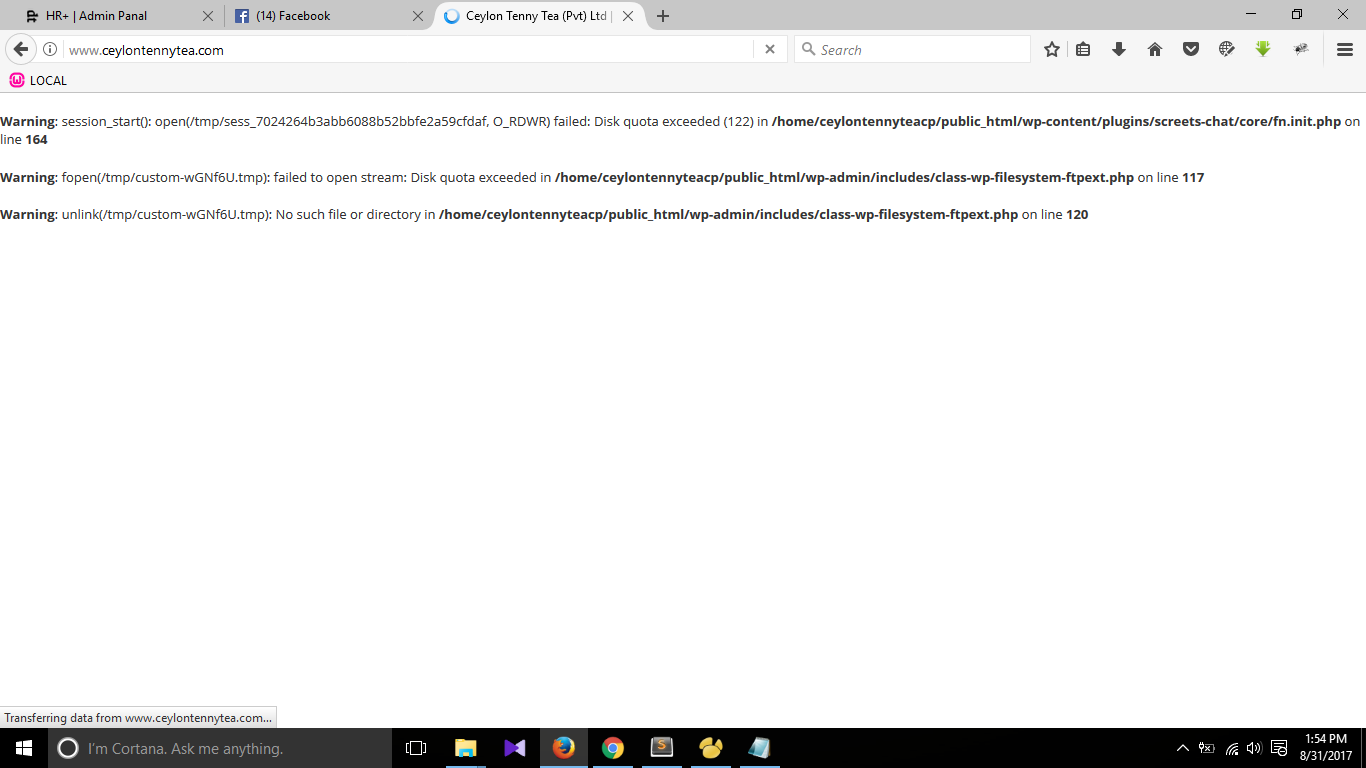 HR+ | Admin Panal
(14) Facebook
Ceylon Tenny Tea (Pvt) Ltd |
www.ceylontennytea.com
Search
LOCAL
Warning: session_start(): open(/tmp/sess_7024264b3abb6088b52bbfe2a59cfdaf, O_RDWR) failed: Disk quota exceeded (122) in /home/ceylontennyteacp/public_html/wp-content/plugins/screets-chat/core/fn.init.php on
line 164
Warning: fopen(/tmp/custom-wGNf6U.tmp): failed to open stream: Disk quota exceeded in /home/ceylontennyteacp/public_html/wp-admin/includes/class-wp-filesystem-ftpext.php on line 117
Warning: unlink(/tmp/custom-wGNf6U.tmp): No such file or directory in /home/ceylontennyteacp/public_html/wp-admin/includes/class-wp-filesystem-ftpext.php on line 120
Transferring data from www.ceylontennytea.com...
I'm Cortana. Ask me anything.
1:54 PM
8/31/2017